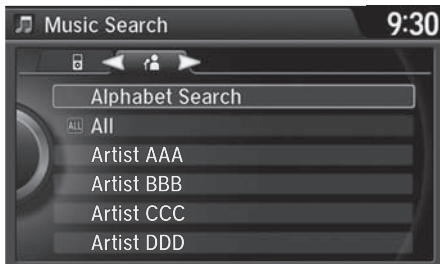 Music Search
9:30
Alphabet Search
ALL All
Artist AAA
Artist BBB
Artist CCC
Artist DDD